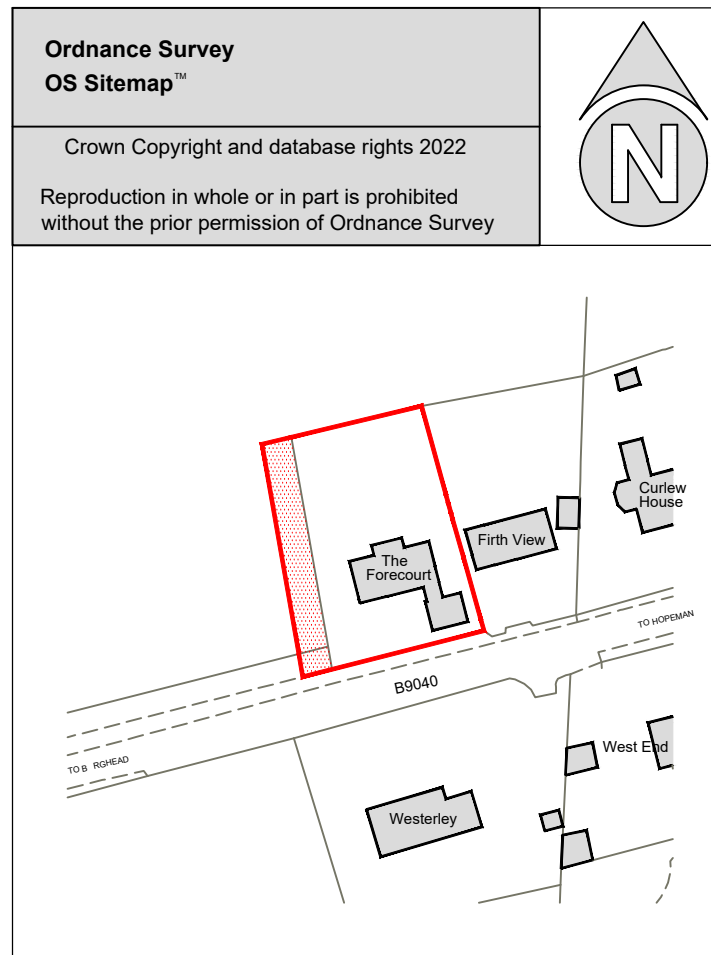 Ordnance Survey
OS Sitemap™
Crown Copyright and database rights 2022
Reproduction in whole or in part is prohibited
without the prior permission of Ordnance Survey
N
Curlew
House
Firth View
The
Forecourt
TO HOPEMAN
B9040
TO B RGHEAD
West End
Westerley